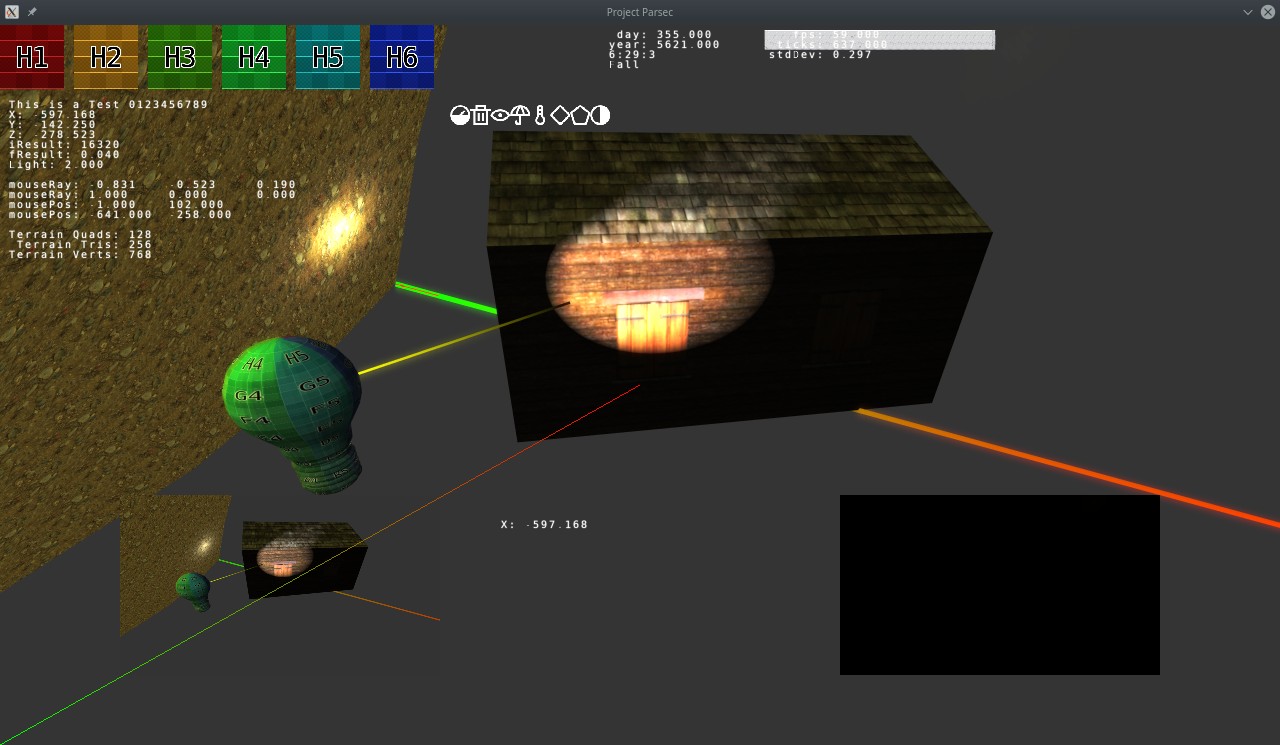 Project Parsec
H1 H2 H3 H4 H5 H6
day: 355.000
year: 5621.000
6:29:3
Fall
fps: 59.000
ticks: 637.000
stdDev: 0.297
This is a Test 0123456789
X: -597.168
Y: -142.250
Z: -278.523
iResult: 16320
fResult: 0.040
Light: 2.000
mouseRay: -0.831 -0.523 0.190
mouseRay: 1.000 0.000 0.000
mousePos: -1.000 102.000
mousePos: -641.000 -258.000
Terrain Quads: 128
Terrain Tris: 256
Terrain Verts: 768
H4 H5
G4 G5
F4 F5
X: -597.168